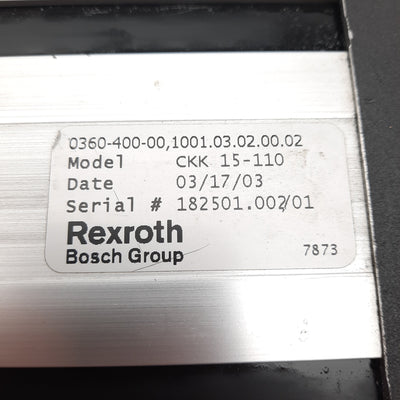 0360-400-00,1001.03.02.00.02
Model CKK 15-110
Date 03/17/03
Serial # 182501.002/01
Rexroth
Bosch Group 7873